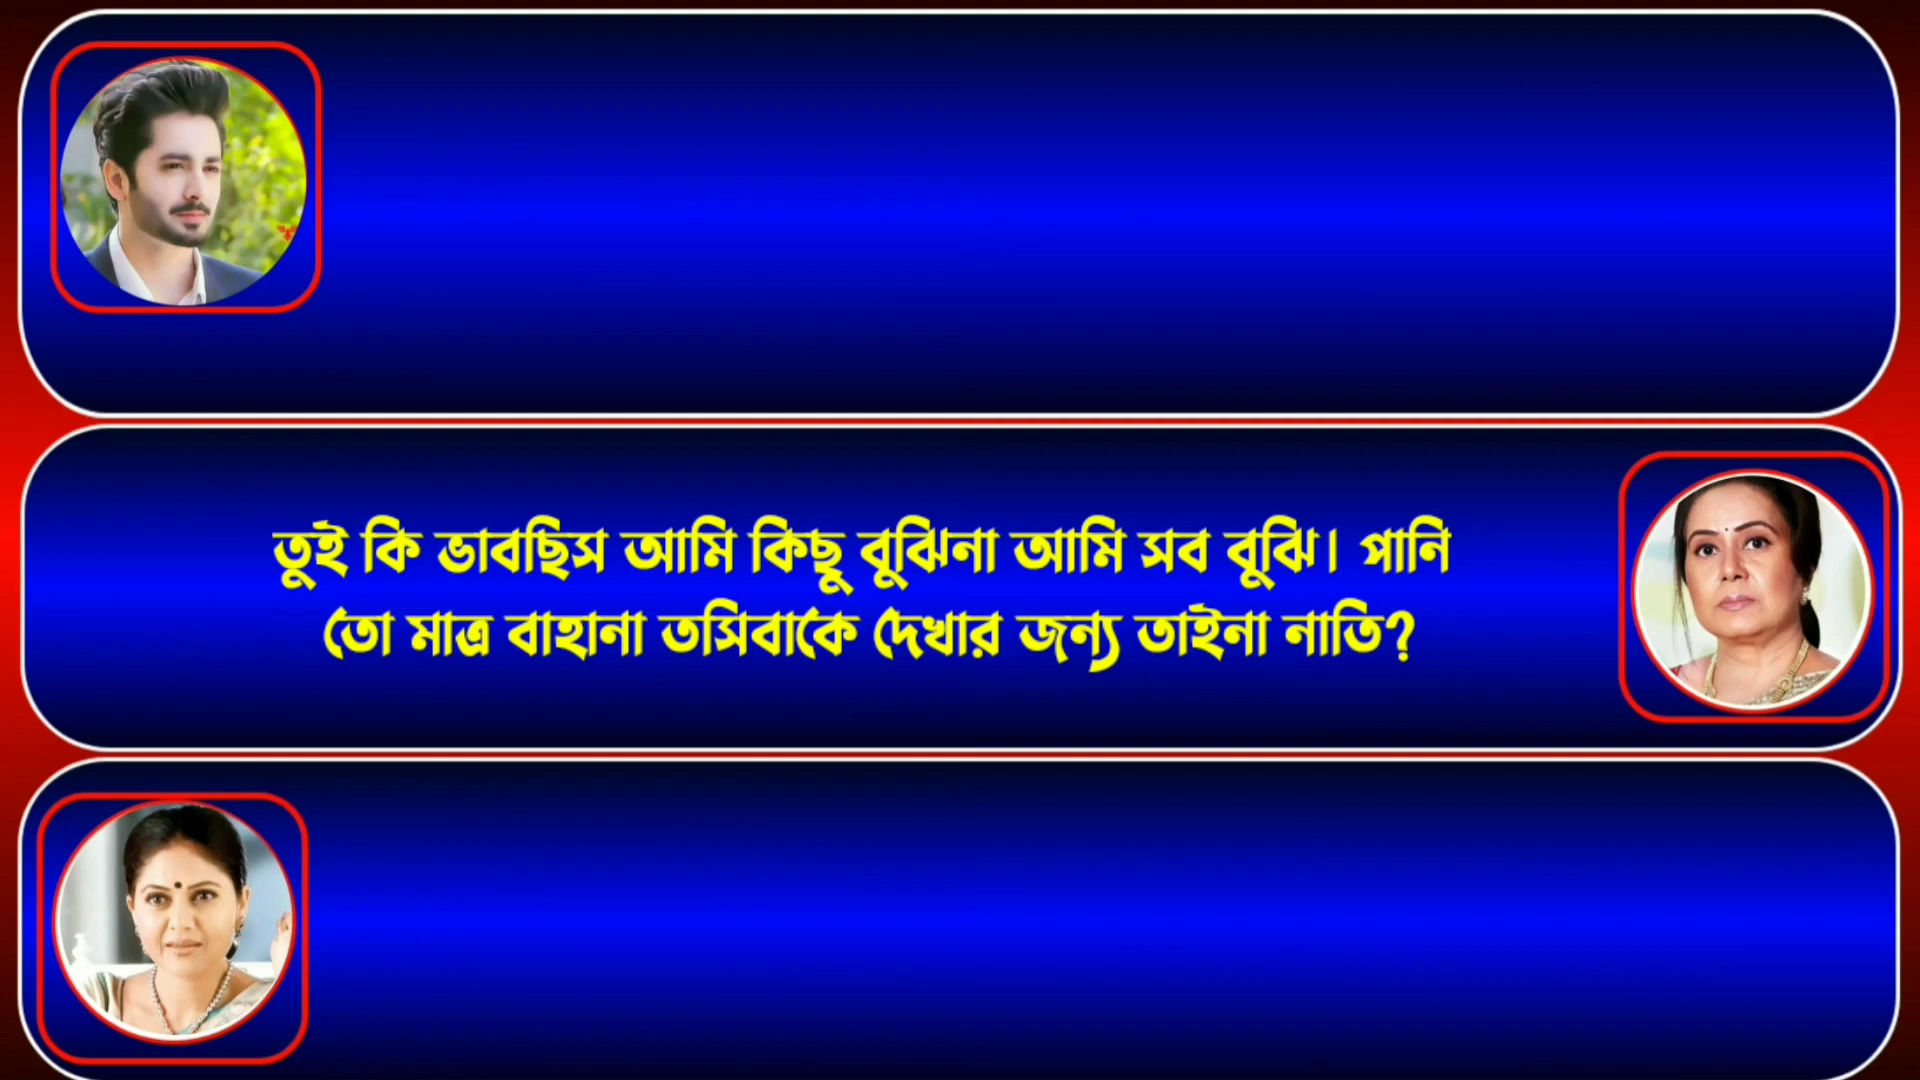 তুই কি ভাবছিস আমি কিছু বুঝিনা আমি সব বুঝি। পানি
তো মাত্র বাহানা তসিবাকে দেখার জন্য তাইনা নাতি?